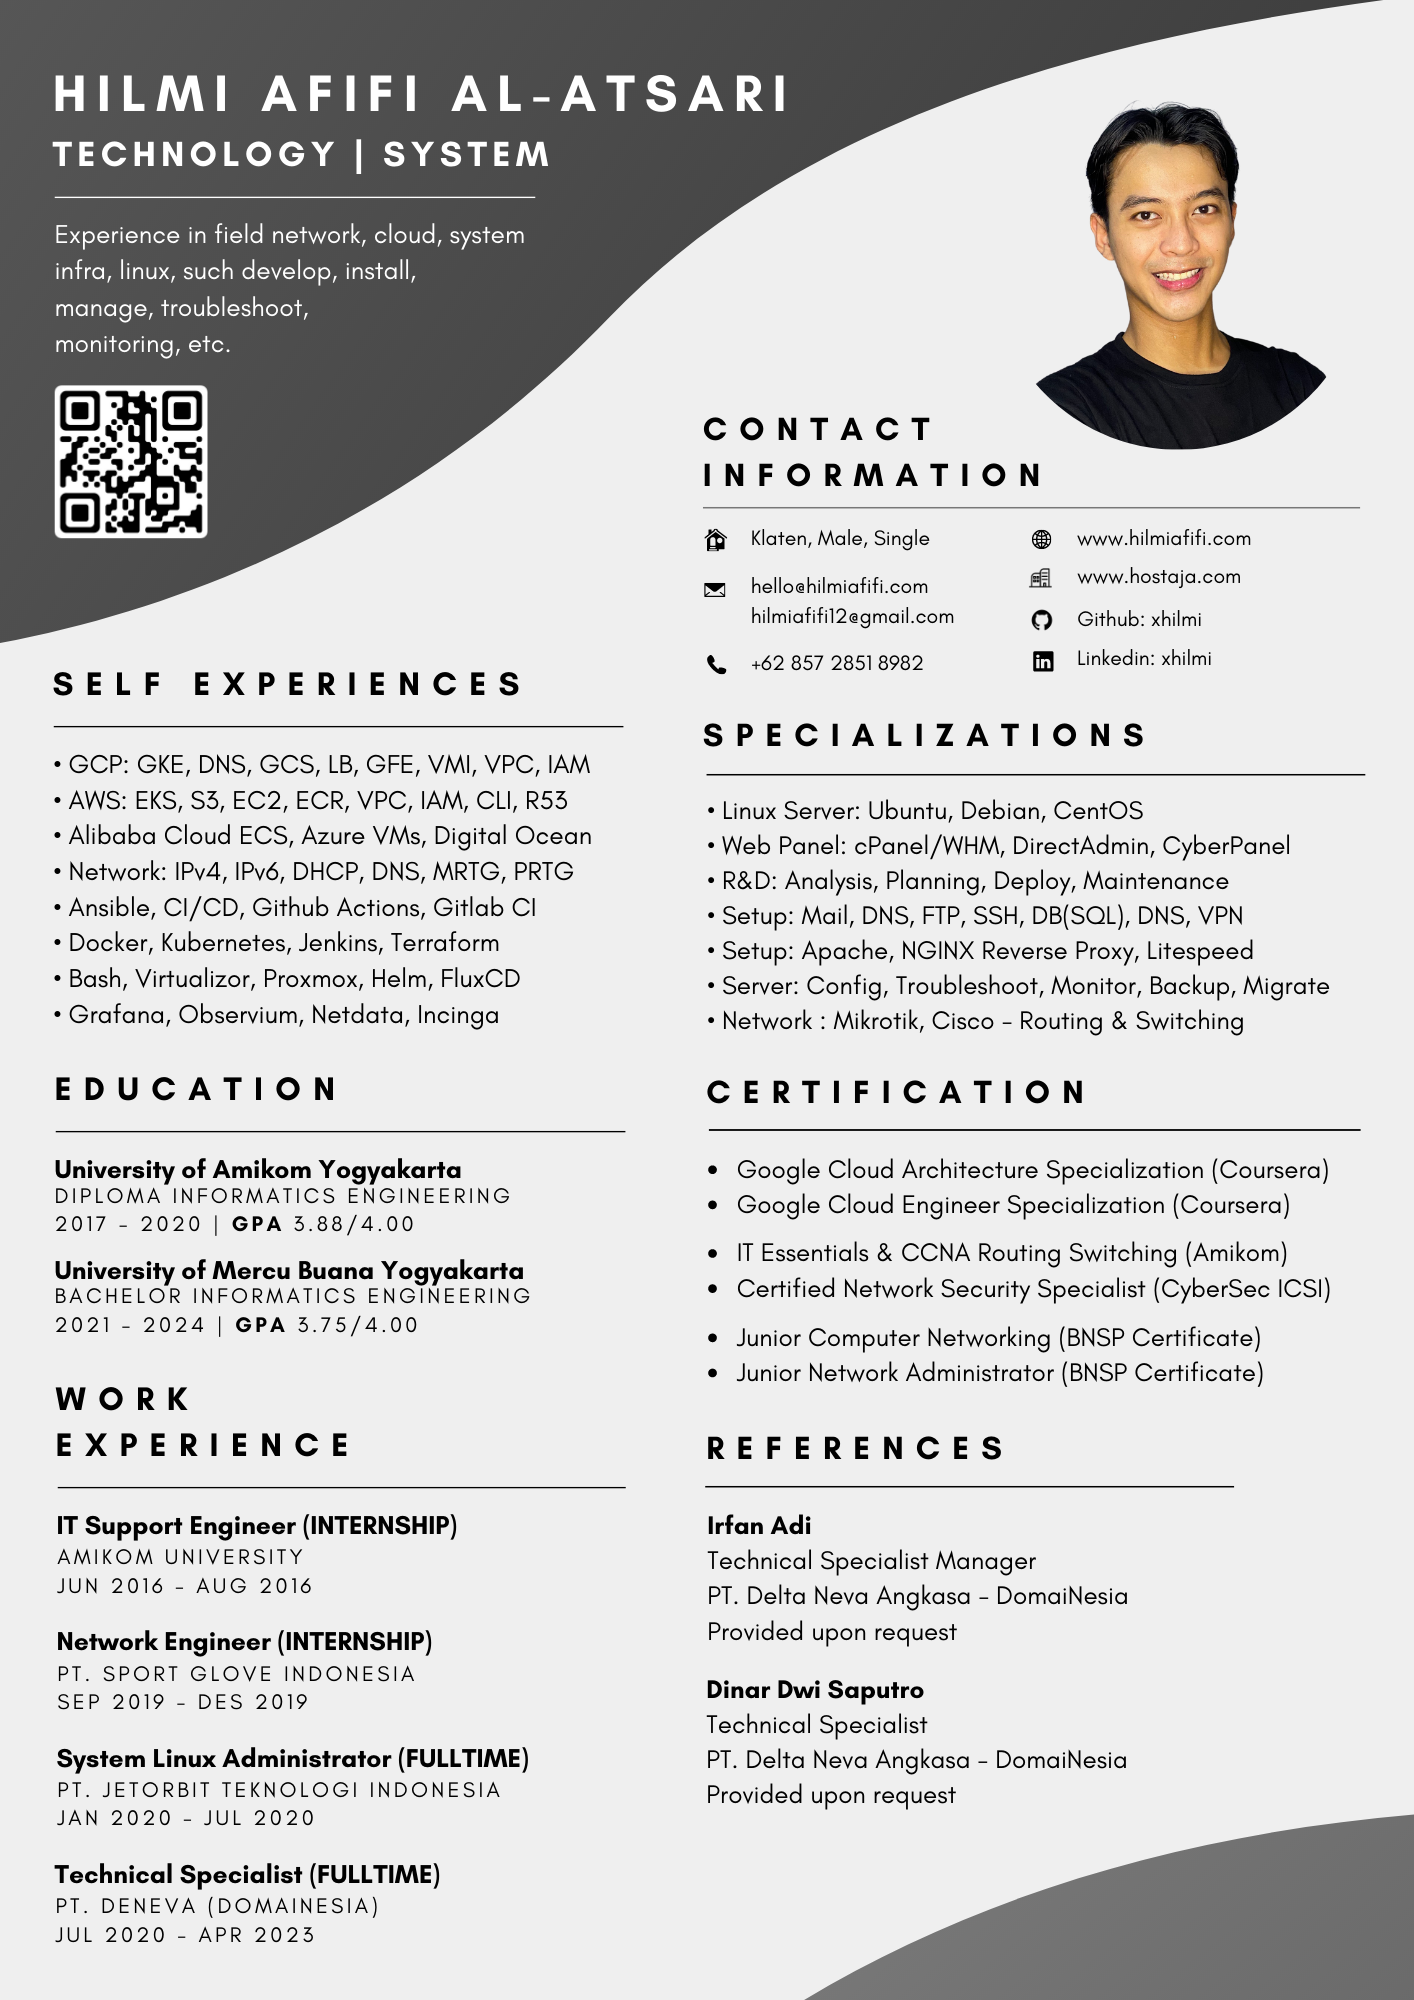 HILMI AFIFI AL-ATSARI
TECHNOLOGY | SYSTEM
Experience in field network, cloud, system
infra, linux, such develop, install,
manage, troubleshoot,
monitoring, etc.
CONTACT
INFORMATION
Klaten, Male, Single
hello@hilmiafifi.com
hilmiafifi12@gmail.com
+62 857 2851 8982
www.hilmiafifi.com
www.hostaja.com
Github: xhilmi
Linkedin: xhilmi
SELF EXPERIENCES
• GCP: GKE, DNS, GCS, LB, GFE, VMI, VPC, IAM
• AWS: EKS, S3, EC2, ECR, VPC, IAM, CLI, R53
• Alibaba Cloud ECS, Azure VMs, Digital Ocean
• Network: IPv4, IPv6, DHCP, DNS, MRTG, PRTG
• Ansible, CI/CD, Github Actions, Gitlab CI
• Docker, Kubernetes, Jenkins, Terraform
• Bash, Virtualizor, Proxmox, Helm, FluxCD
• Grafana, Observium, Netdata, Incinga
SPECIALIZATIONS
• Linux Server: Ubuntu, Debian, CentOS
• Web Panel: cPanel/WHM, DirectAdmin, CyberPanel
• R&D: Analysis, Planning, Deploy, Maintenance
• Setup: Mail, DNS, FTP, SSH, DB(SQL), DNS, VPN
• Setup: Apache, NGINX Reverse Proxy, Litespeed
• Server: Config, Troubleshoot, Monitor, Backup, Migrate
• Network : Mikrotik, Cisco - Routing & Switching
EDUCATION
University of Amikom Yogyakarta
DIPLOMA INFORMATICS ENGINEERING
2017 - 2020 | GPA 3.88/4.00
University of Mercu Buana Yogyakarta
BACHELOR INFORMATICS ENGINEERING
2021 - 2024 | GPA 3.75/4.00
CERTIFICATION
• Google Cloud Architecture Specialization (Coursera)
• Google Cloud Engineer Specialization (Coursera)
• IT Essentials & CCNA Routing Switching (Amikom)
• Certified Network Security Specialist (CyberSec ICSI)
• Junior Computer Networking (BNSP Certificate)
• Junior Network Administrator (BNSP Certificate)
WORK
EXPERIENCE
IT Support Engineer (INTERNSHIP)
AMIKOM UNIVERSITY
JUN 2016 - AUG 2016
Network Engineer (INTERNSHIP)
PT. SPORT GLOVE INDONESIA
SEP 2019 - DES 2019
System Linux Administrator (FULLTIME)
PT. JETORBIT TEKNOLOGI INDONESIA
JAN 2020 - JUL 2020
Technical Specialist (FULLTIME)
PT. DENEVA (DOMAINESIA)
JUL 2020 - APR 2023
REFERENCES
Irfan Adi
Technical Specialist Manager
PT. Delta Neva Angkasa - DomaiNesia
Provided upon request
Dinar Dwi Saputro
Technical Specialist
PT. Delta Neva Angkasa - DomaiNesia
Provided upon request